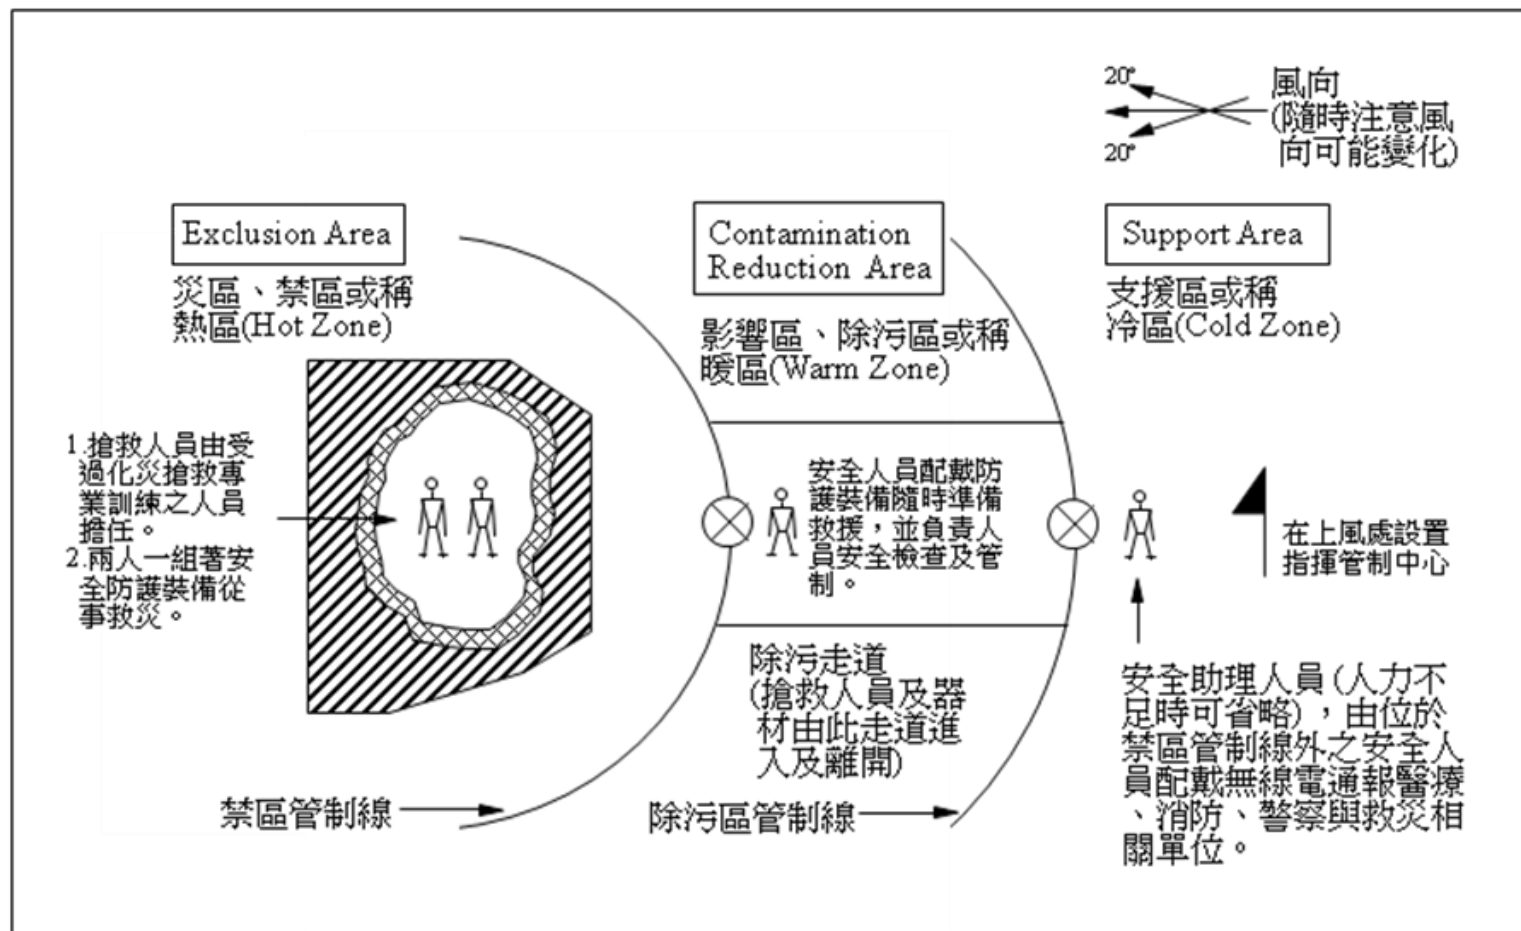 20°
20°
風向
(隨時注意風
向可能變化)
Exclusion Area
災區、禁區或稱
熱區(Hot Zone)
1.搶救人員由受
過化災搶救專
業訓練之人員
擔任。
2.兩人一組著安
全防護裝備從
事救災。
禁區管制線
Contamination
Reduction Area
影響區、除污區或稱
暖區(Warm Zone)
安全人員配戴防
護裝備隨時準備
救援，並負責人
員安全檢查及管
制。
除污走道
(搶救人員及器
材由此走道進
入及離開)
除污區管制線
Support Area
支援區或稱
冷區(Cold Zone)
在上風處設置
指揮管制中心
安全助理人員(人力不
足時可省略)，由位於
禁區管制線外之安全人
員配戴無線電通報醫療
、消防、警察與救災相
關單位。